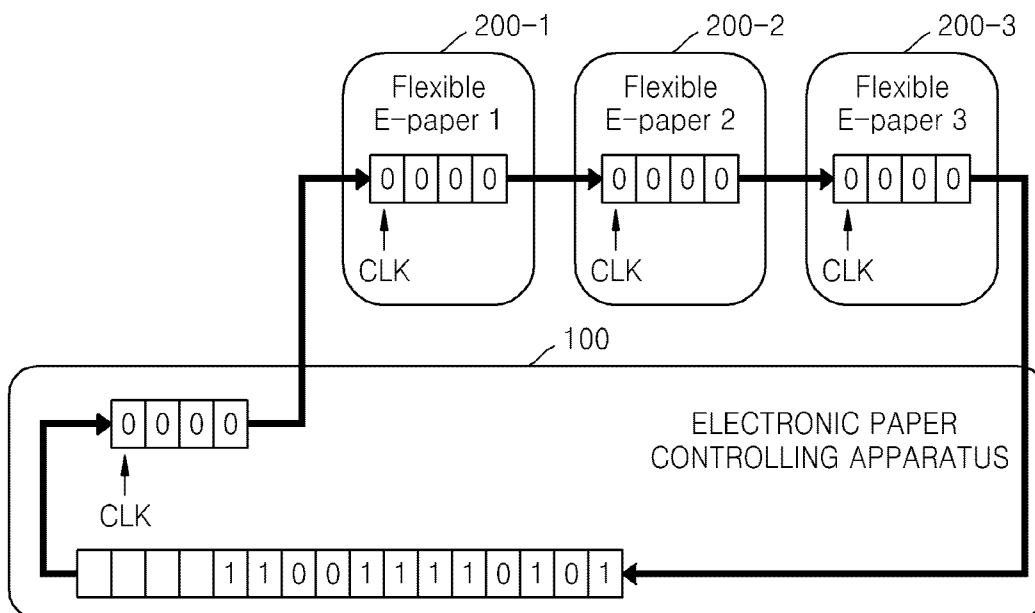 200-1 200-2 200-3
Flexible Flexible Flexible
E-paper 1 E-paper 2 E-paper 3
0 0 0 0 0 0 0 0 0 0 0 0
CLK CLK CLK
100
0 0 0 0
ELECTRONIC PAPER
CONTROLLING APPARATUS
CLK
1 1 0 0 1 1 1 1 0 1 0 1